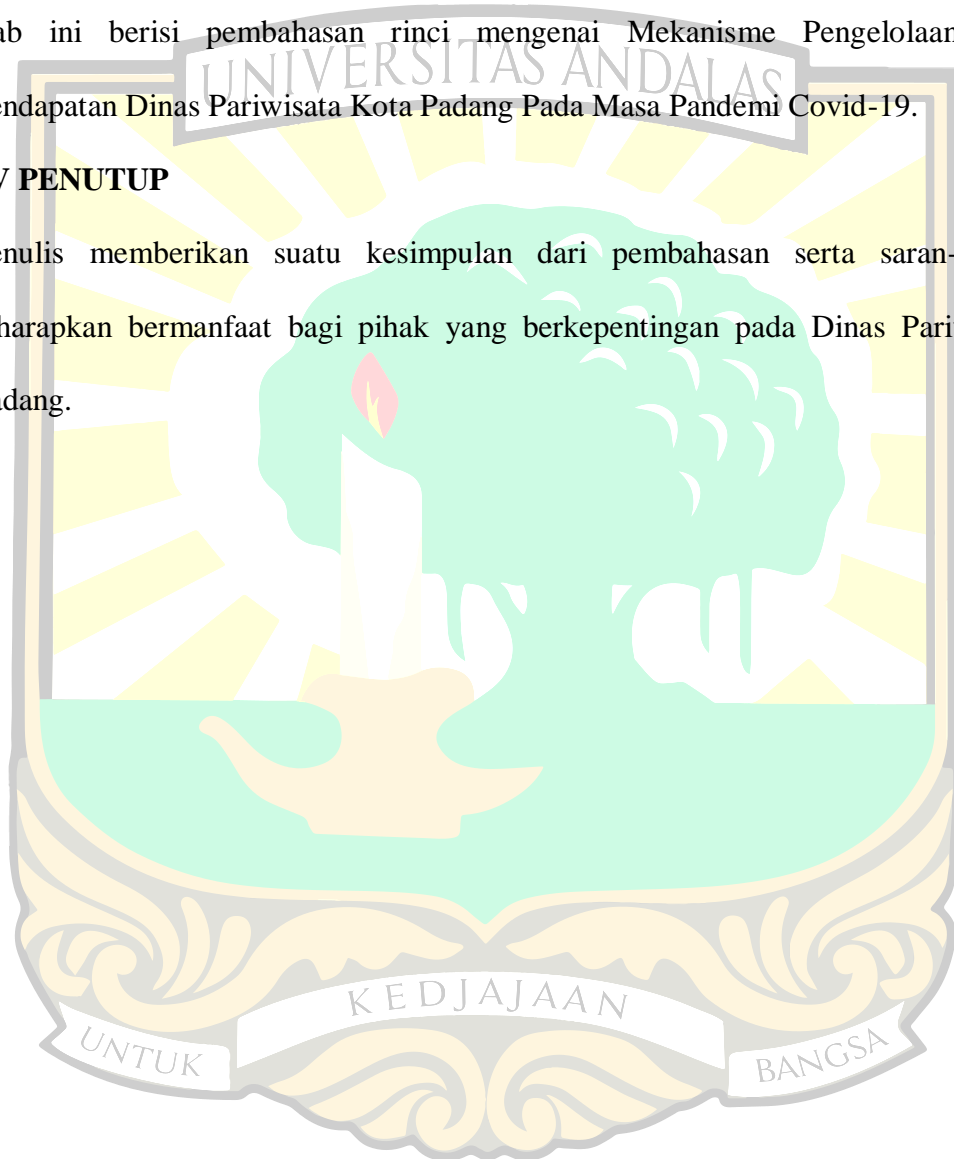 ab ini berisi pembahasan rinci mengenai Mekanisme Pengelolaan
UNIVERSITAS ANDALAS
endapatan Dinas Pariwisata Kota Padang Pada Masa Pandemi Covid-19.
V PENUTUP
enulis memberikan suatu kesimpulan dari pembahasan serta saran-
harapkan bermanfaat bagi pihak yang berkepentingan pada Dinas Pari
adang.
UNTUK KEDJAJAAN BANGSA